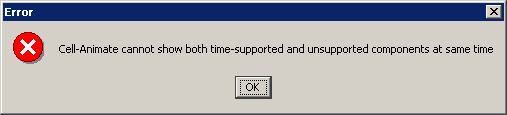 Error
Cell-Animate cannot show both time-supported and unsupported components at same time
OK